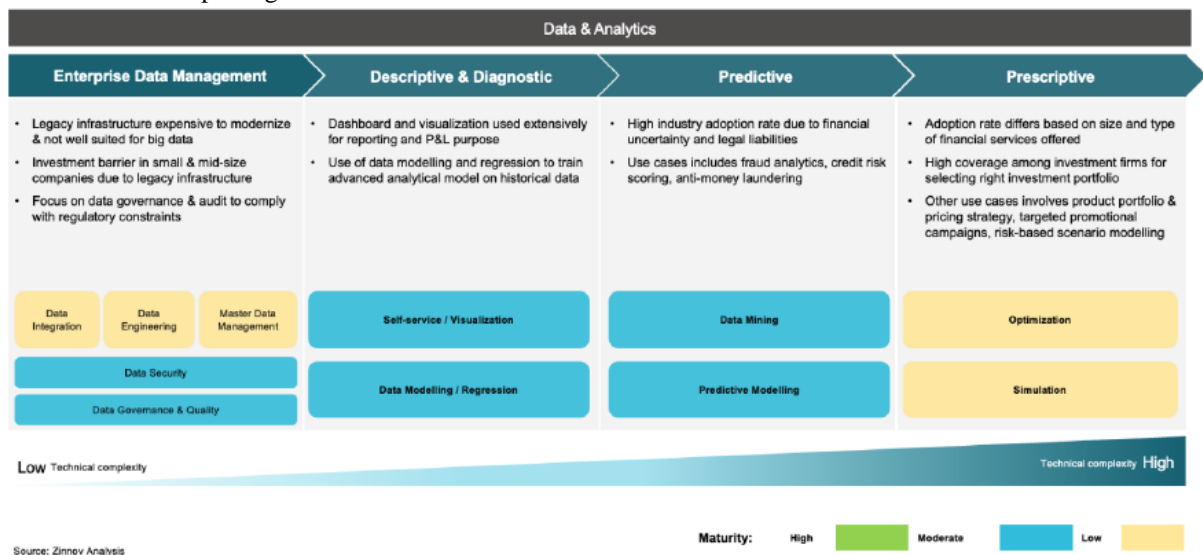 Data & Analytics
Enterprise Data Management
Descriptive & Diagnostic
Predictive
Prescriptive
• Legacy infrastructure expensive to modernize
& not well suited for big data
• Investment barrier in small & mid-size
companies due to legacy infrastructure
• Focus on data governance & audit to comply
with regulatory constraints
• Dashboard and visualization used extensively
for reporting and P&L purpose
• Use of data modelling and regression to train
advanced analytical model on historical data
• High industry adoption rate due to financial
uncertainty and legal liabilities
• Use cases includes fraud analytics, credit risk
scoring, anti-money laundering
• Adoption rate differs based on size and type
of financial services offered
• High coverage among investment firms for
selecting right investment portfolio
• Other use cases involves product portfolio &
pricing strategy, targeted promotional
campaigns, risk-based scenario modelling
Data
Integration
Data
Engineering
Master Data
Management
Data Security
Data Governance & Quality
Self-service / Visualization
Data Modelling / Regression
Data Mining
Predictive Modelling
Optimization
Simulation
Low Technical complexity
Technical complexity High
Maturity: High Moderate Low
Source: Zinnov Analysis